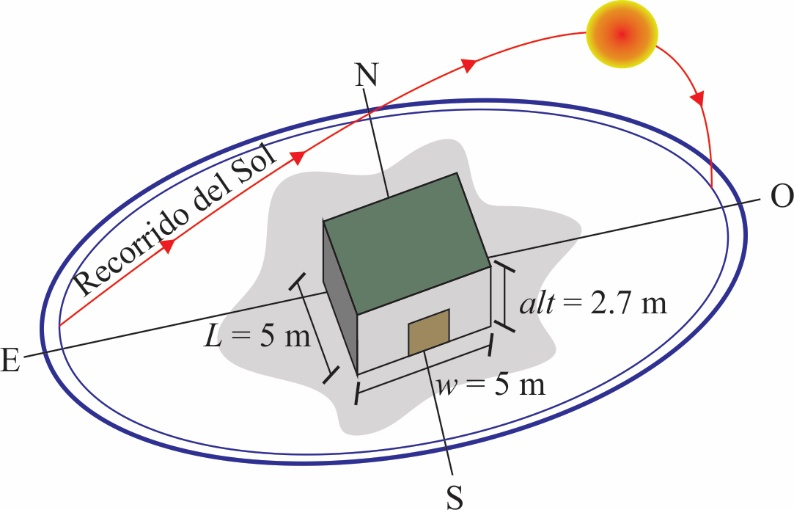 N
Recorrido del Sol
O
L = 5 m
alt = 2.7 m
E
w = 5 m
S